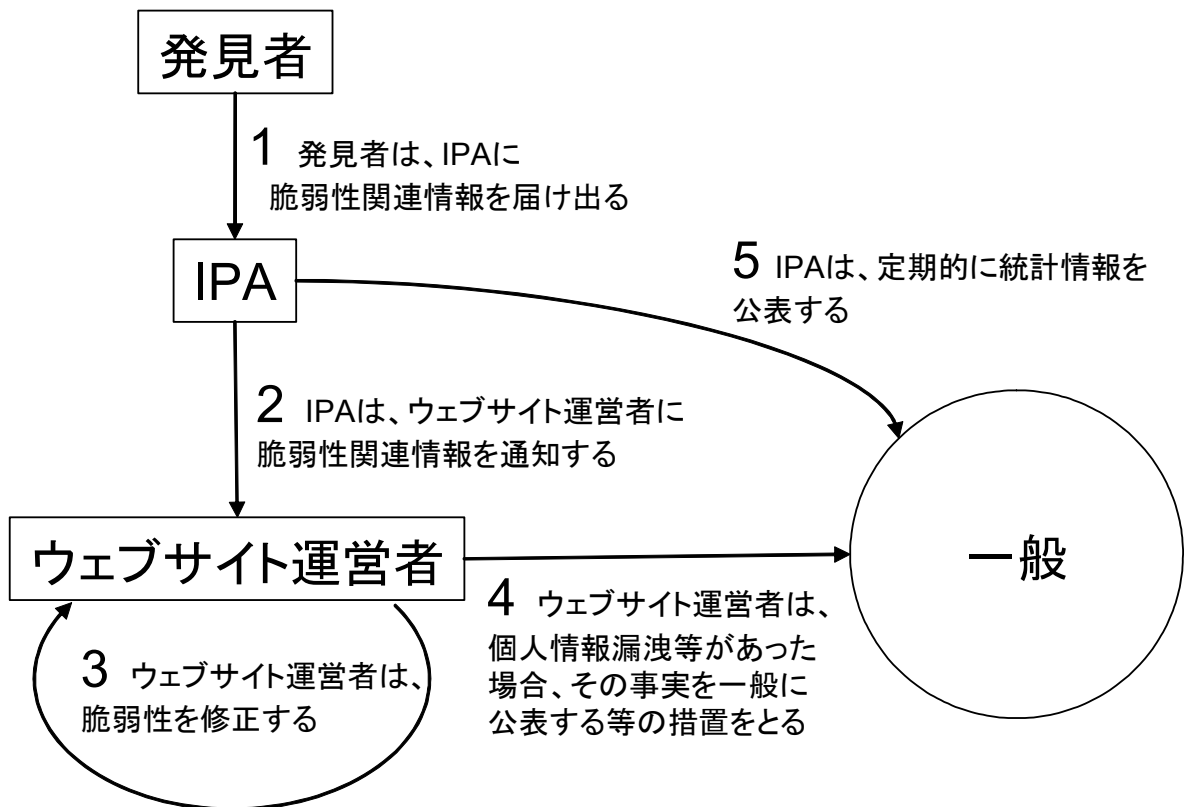 発見者
1 発見者は、IPAに
脆弱性関連情報を届け出る
IPA
5 IPAは、定期的に統計情報を
公表する
2 IPAは、ウェブサイト運営者に
脆弱性関連情報を通知する
ウェブサイト運営者
一般
4 ウェブサイト運営者は、
個人情報漏洩等があった
場合、その事実を一般に
公表する等の措置をとる
3 ウェブサイト運営者は、
脆弱性を修正する